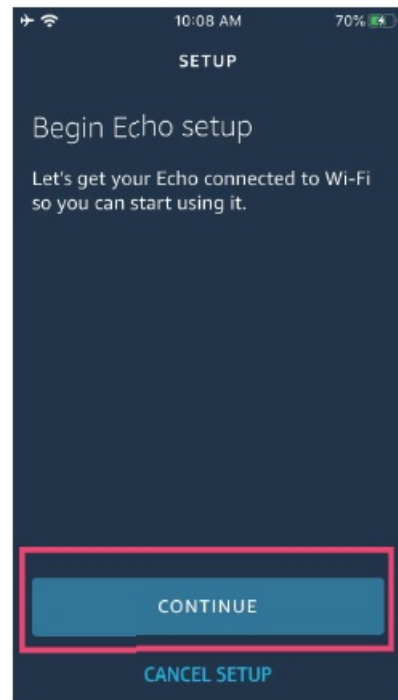 10:08 AM 70%
SETUP
Begin Echo setup
Let's get your Echo connected to Wi-Fi
so you can start using it.
CONTINUE
CANCEL SETUP